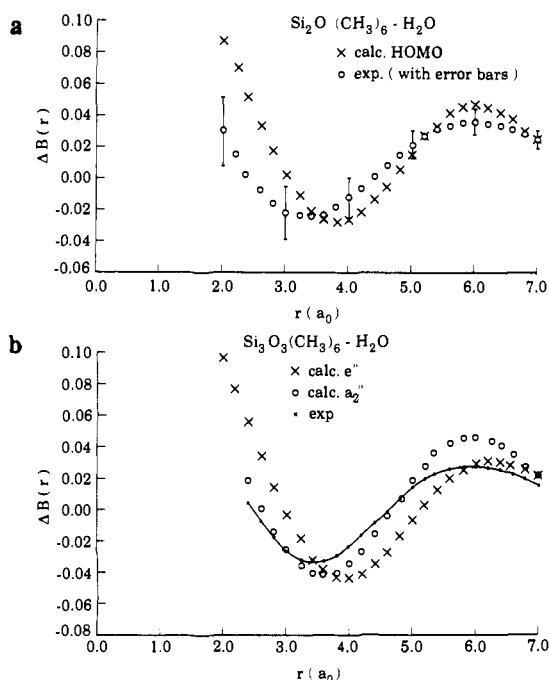 a
Si₂O (CH₃)₆ - H₂O
× calc. HOMO
○ exp. ( with error bars )
0.10
0.08
0.06
0.04
0.02
0.00
-0.02
-0.04
-0.06
ΔB(r)
0.0 1.0 2.0 3.0 4.0 5.0 6.0 7.0
r ( a₀ )
b
Si₃O₃(CH₃)₆ - H₂O
× calc. e"
○ calc. a₂"
• exp
0.10
0.08
0.06
0.04
0.02
0.00
-0.02
-0.04
-0.06
-0.08
ΔB(r)
0.0 1.0 2.0 3.0 4.0 5.0 6.0 7.0
r ( a₀ )